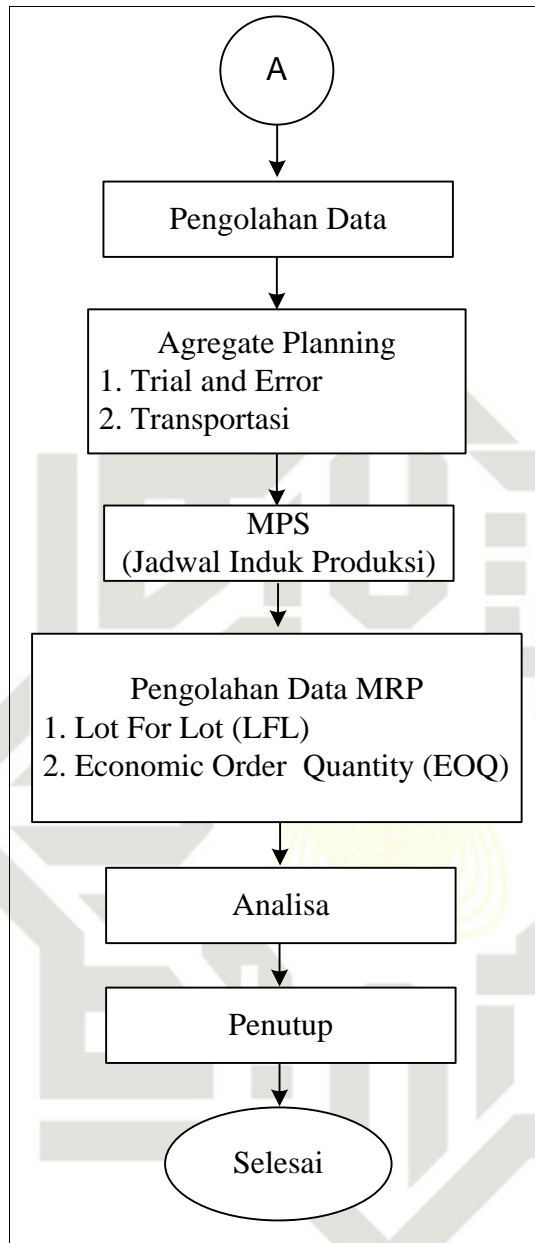 A
Pengolahan Data
Agregate Planning
1. Trial and Error
2. Transportasi
MPS
(Jadwal Induk Produksi)
Pengolahan Data MRP
1. Lot For Lot (LFL)
2. Economic Order Quantity (EOQ)
Analisa
Penutup
Selesai